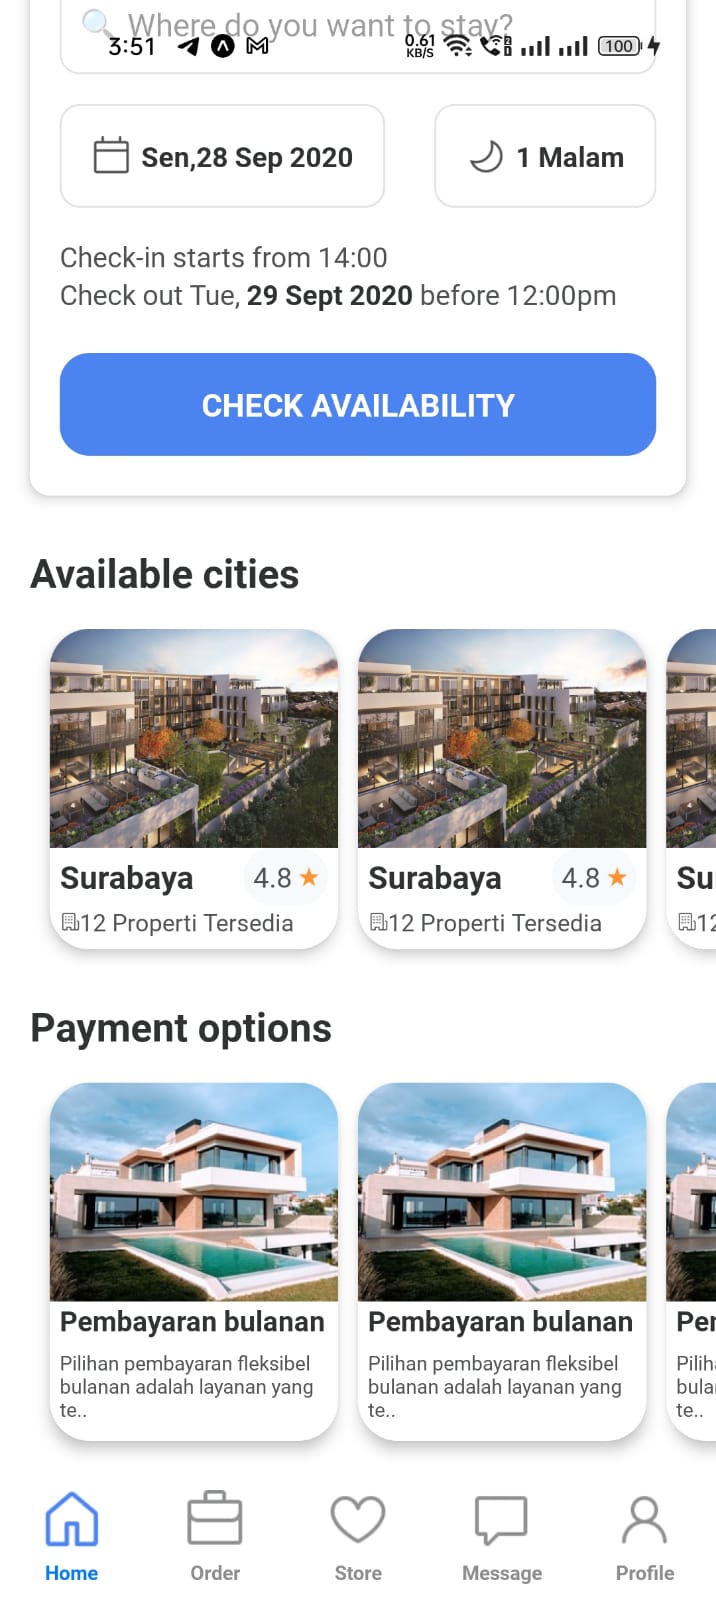 Where do you want to stay?
3:51
0.61
KB/S
2
100
Sen,28 Sep 2020
1 Malam
Check-in starts from 14:00
Check out Tue, 29 Sept 2020 before 12:00pm
CHECK AVAILABILITY
Available cities
Surabaya 4.8
Surabaya 4.8
Su
12 Properti Tersedia
12 Properti Tersedia
12
Payment options
Pembayaran bulanan
Pembayaran bulanan
Per
Pilihan pembayaran fleksibel
bulanan adalah layanan yang
te..
Pilihan pembayaran fleksibel
bulanan adalah layanan yang
te..
Pilih
bula
te..
Home
Order
Store
Message
Profile